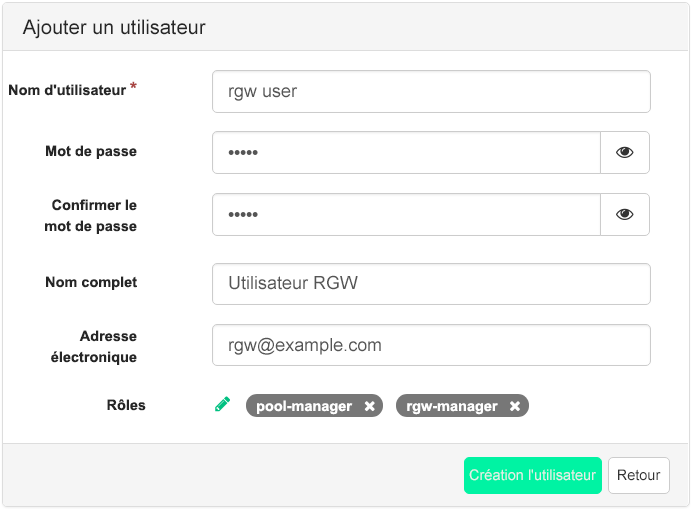 Ajouter un utilisateur
Nom d'utilisateur *
rgw user
Mot de passe
•••••
Confirmer le
mot de passe
•••••
Nom complet
Utilisateur RGW
Adresse
électronique
rgw@example.com
Rôles
pool-manager ✖ rgw-manager ✖
Création l'utilisateur Retour